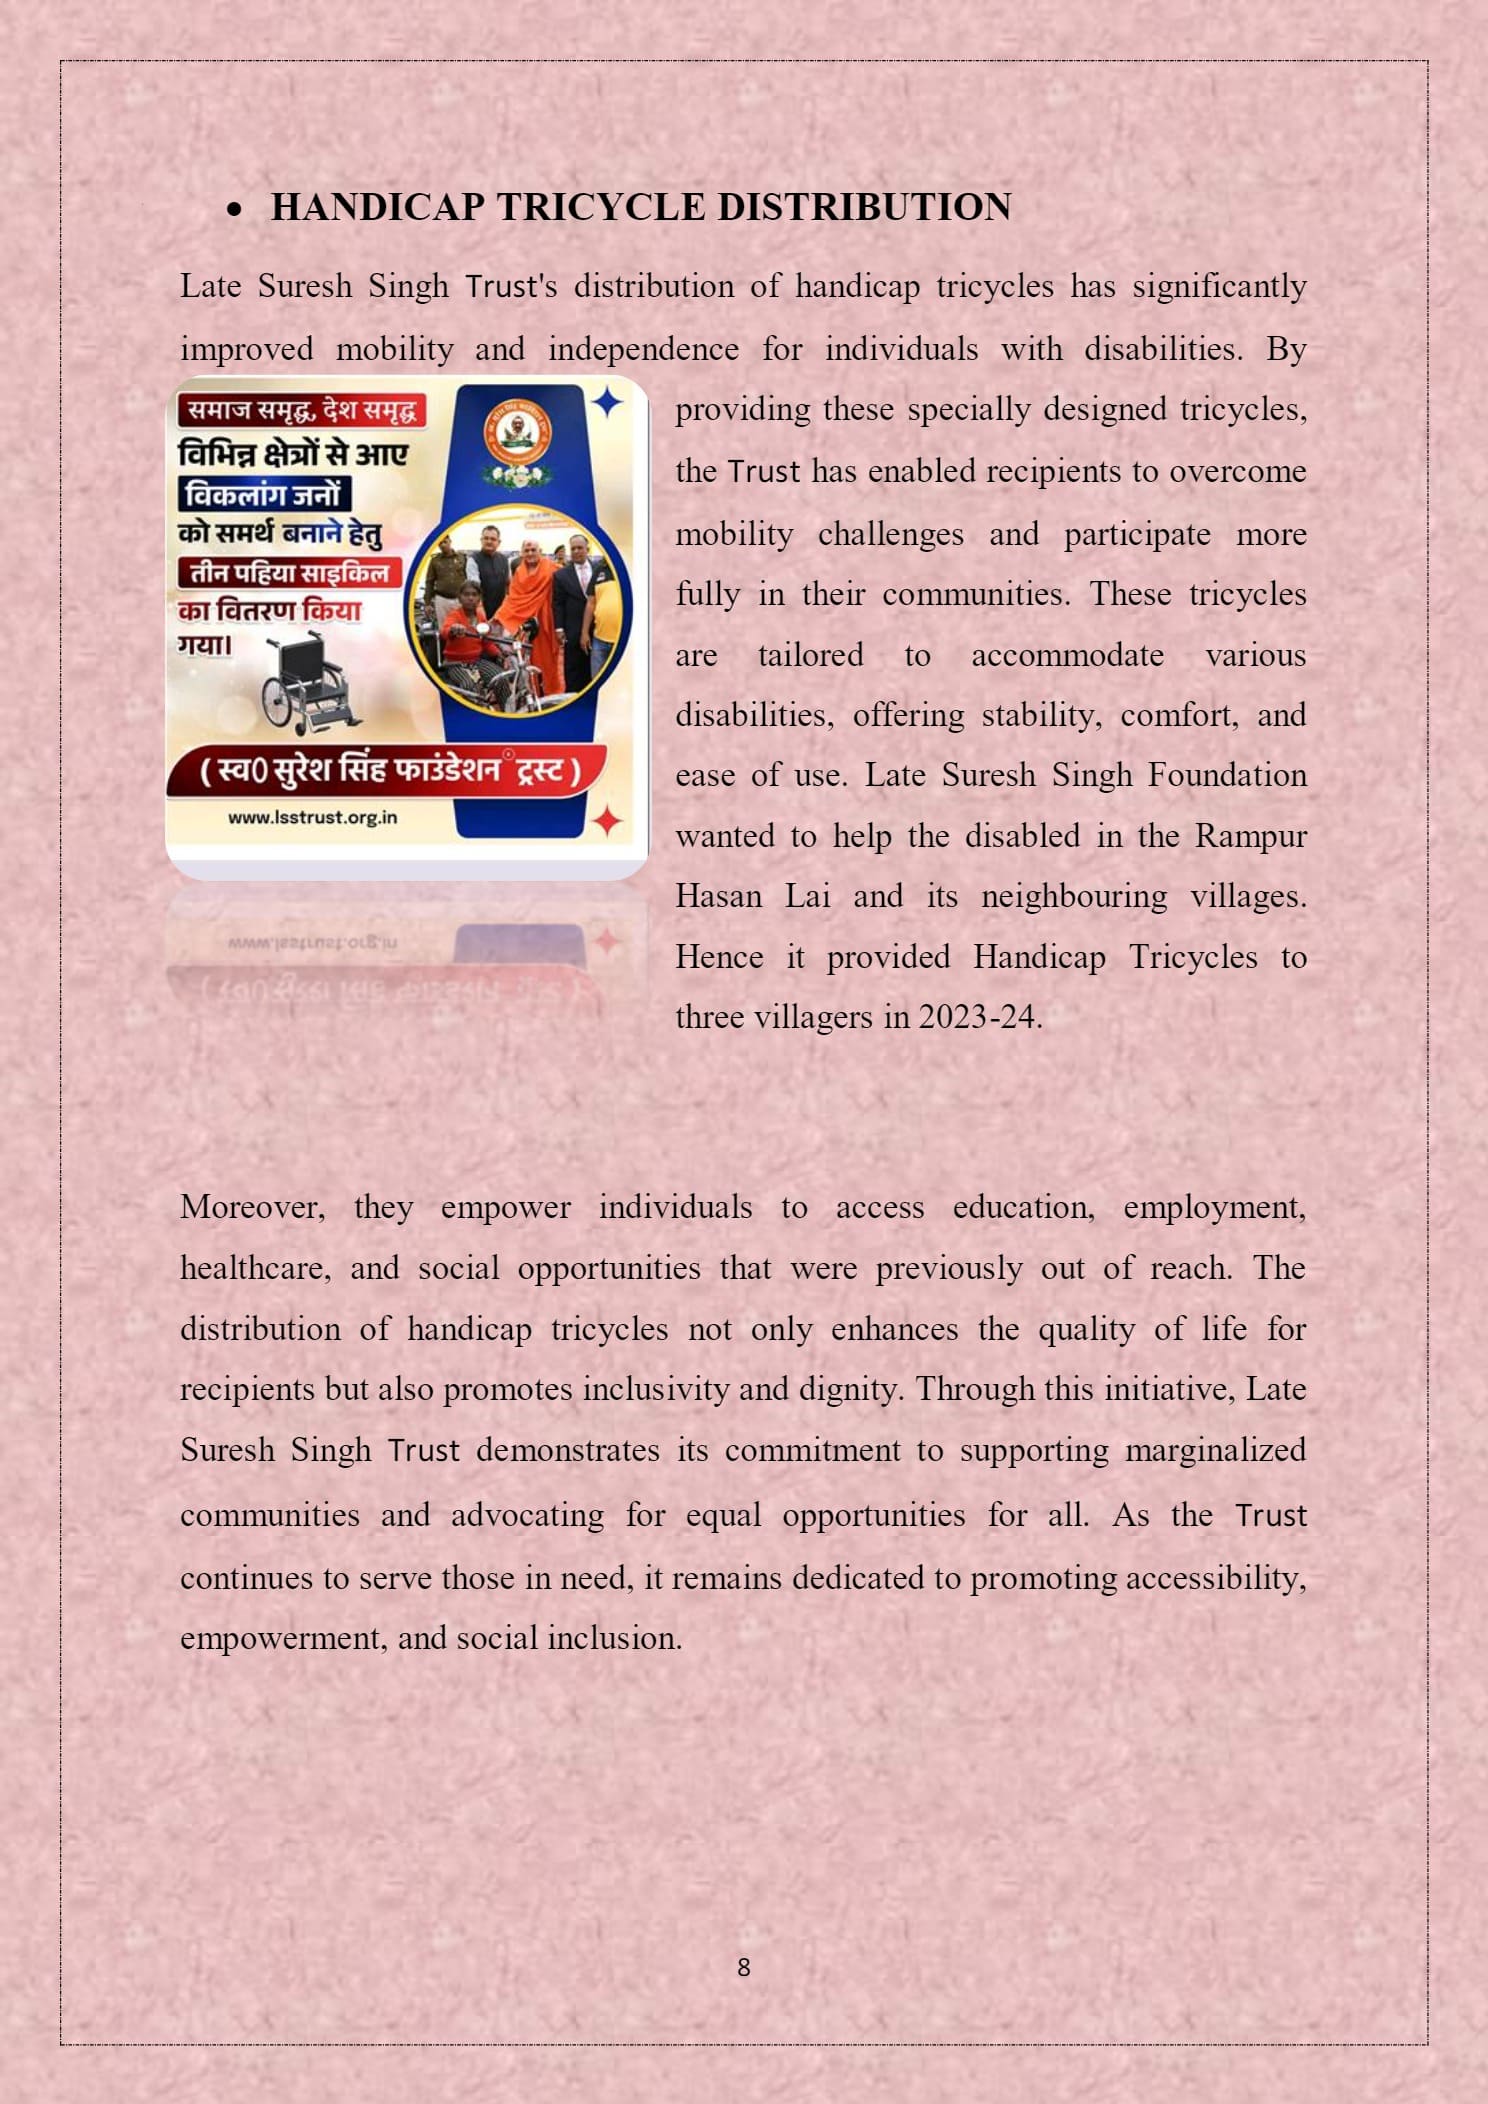 • HANDICAP TRICYCLE DISTRIBUTION
Late Suresh Singh Trust's distribution of handicap tricycles has significantly
improved mobility and independence for individuals with disabilities. By
समाज समृद्ध, देश समृद्ध
विभिन्न क्षेत्रों से आए
विकलांग जनों
को समर्थ बनाने हेतु
तीन पहिया साइकिल
का वितरण किया
गया।
( स्व0 सुरेश सिंह फाउंडेशन ट्रस्ट )
www.lsstrust.org.in
providing these specially designed tricycles,
the Trust has enabled recipients to overcome
mobility challenges and participate more
fully in their communities. These tricycles
are tailored to accommodate various
disabilities, offering stability, comfort, and
ease of use. Late Suresh Singh Foundation
wanted to help the disabled in the Rampur
Hasan Lai and its neighbouring villages.
Hence it provided Handicap Tricycles to
three villagers in 2023-24.
Moreover, they empower individuals to access education, employment,
healthcare, and social opportunities that were previously out of reach. The
distribution of handicap tricycles not only enhances the quality of life for
recipients but also promotes inclusivity and dignity. Through this initiative, Late
Suresh Singh Trust demonstrates its commitment to supporting marginalized
communities and advocating for equal opportunities for all. As the Trust
continues to serve those in need, it remains dedicated to promoting accessibility,
empowerment, and social inclusion.
8